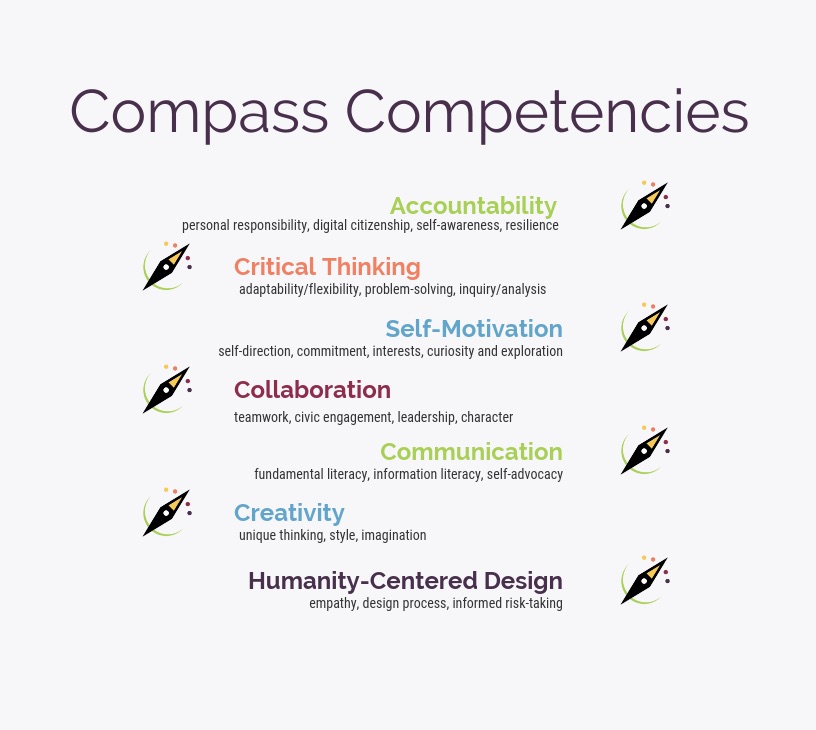 Compass Competencies
Accountability
personal responsibility, digital citizenship, self-awareness, resilience
Critical Thinking
adaptability/flexibility, problem-solving, inquiry/analysis
Self-Motivation
self-direction, commitment, interests, curiosity and exploration
Collaboration
teamwork, civic engagement, leadership, character
Communication
fundamental literacy, information literacy, self-advocacy
Creativity
unique thinking, style, imagination
Humanity-Centered Design
empathy, design process, informed risk-taking